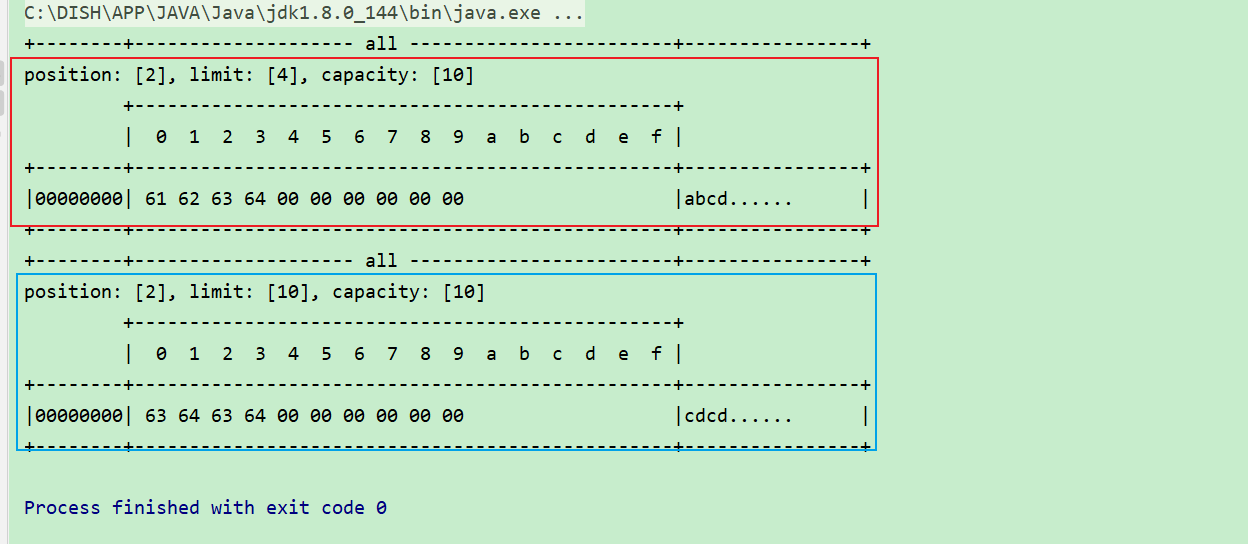 C:\DISH\APP\JAVA\Java\jdk1.8.0_144\bin\java.exe ...
+--------+-------------------- all ------------------------+----------------+
position: [2], limit: [4], capacity: [10]
         +-------------------------------------------------+
         |  0  1  2  3  4  5  6  7  8  9  a  b  c  d  e  f |
+--------+-------------------------------------------------+----------------+
|00000000| 61 62 63 64 00 00 00 00 00 00                   |abcd......      |
+--------+-------------------------------------------------+----------------+
+--------+-------------------- all ------------------------+----------------+
position: [2], limit: [10], capacity: [10]
         +-------------------------------------------------+
         |  0  1  2  3  4  5  6  7  8  9  a  b  c  d  e  f |
+--------+-------------------------------------------------+----------------+
|00000000| 63 64 63 64 00 00 00 00 00 00                   |cdcd......      |
+--------+-------------------------------------------------+----------------+
Process finished with exit code 0